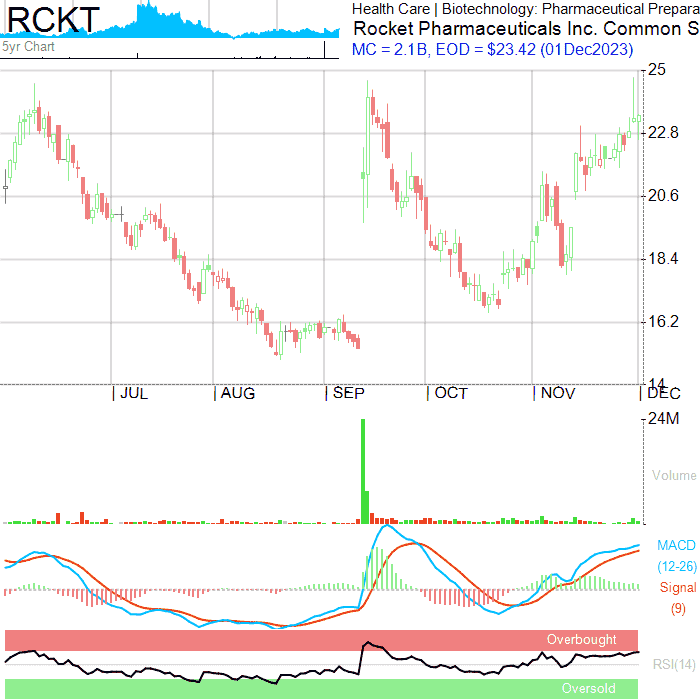 RCKT
Health Care | Biotechnology: Pharmaceutical Prepara
Rocket Pharmaceuticals Inc. Common S
5yr Chart
MC = 2.1B, EOD = $23.42 (01Dec2023)
25
22.8
20.6
18.4
16.2
14
JUL
AUG
SEP
OCT
NOV
DEC
24M
Volume
MACD
(12-26)
Signal
(9)
Overbought
RSI(14)
Oversold